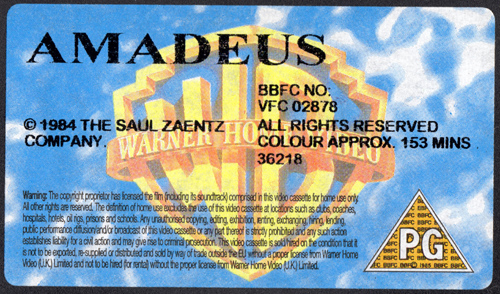 AMADEUS
BBFC NO:
VFC 02878
© 1984 THE SAUL ZAENTZ
COMPANY.
ALL RIGHTS RESERVED
COLOUR APPROX. 153 MINS
36218
WARNER HOME VIDEO
Warning: The copyright proprietor has licensed the film (including its soundtrack) comprised in this video cassette for home use only.
All other rights are reserved. The definition of home use excludes the use of this video cassette at locations such as clubs, coaches,
hospitals, hotels, oil rigs, prisons and schools. Any unauthorised copying, editing, exhibition, renting, exchanging, hiring, lending,
public performance diffusion and/or broadcast of this video cassette or any part thereof is strictly prohibited and any such action
establishes liability for a civil action and may give rise to criminal prosecution. This video cassette is sold/hired on the condition that it
is not to be exported, re-supplied or distributed and sold by way of trade outside the EU without a proper license from Warner Home
Video (U.K.) Limited and not to be hired (for rental) without the proper license from Warner Home Video (U.K.) Limited.
PG
BBFC © 1985 BBFC